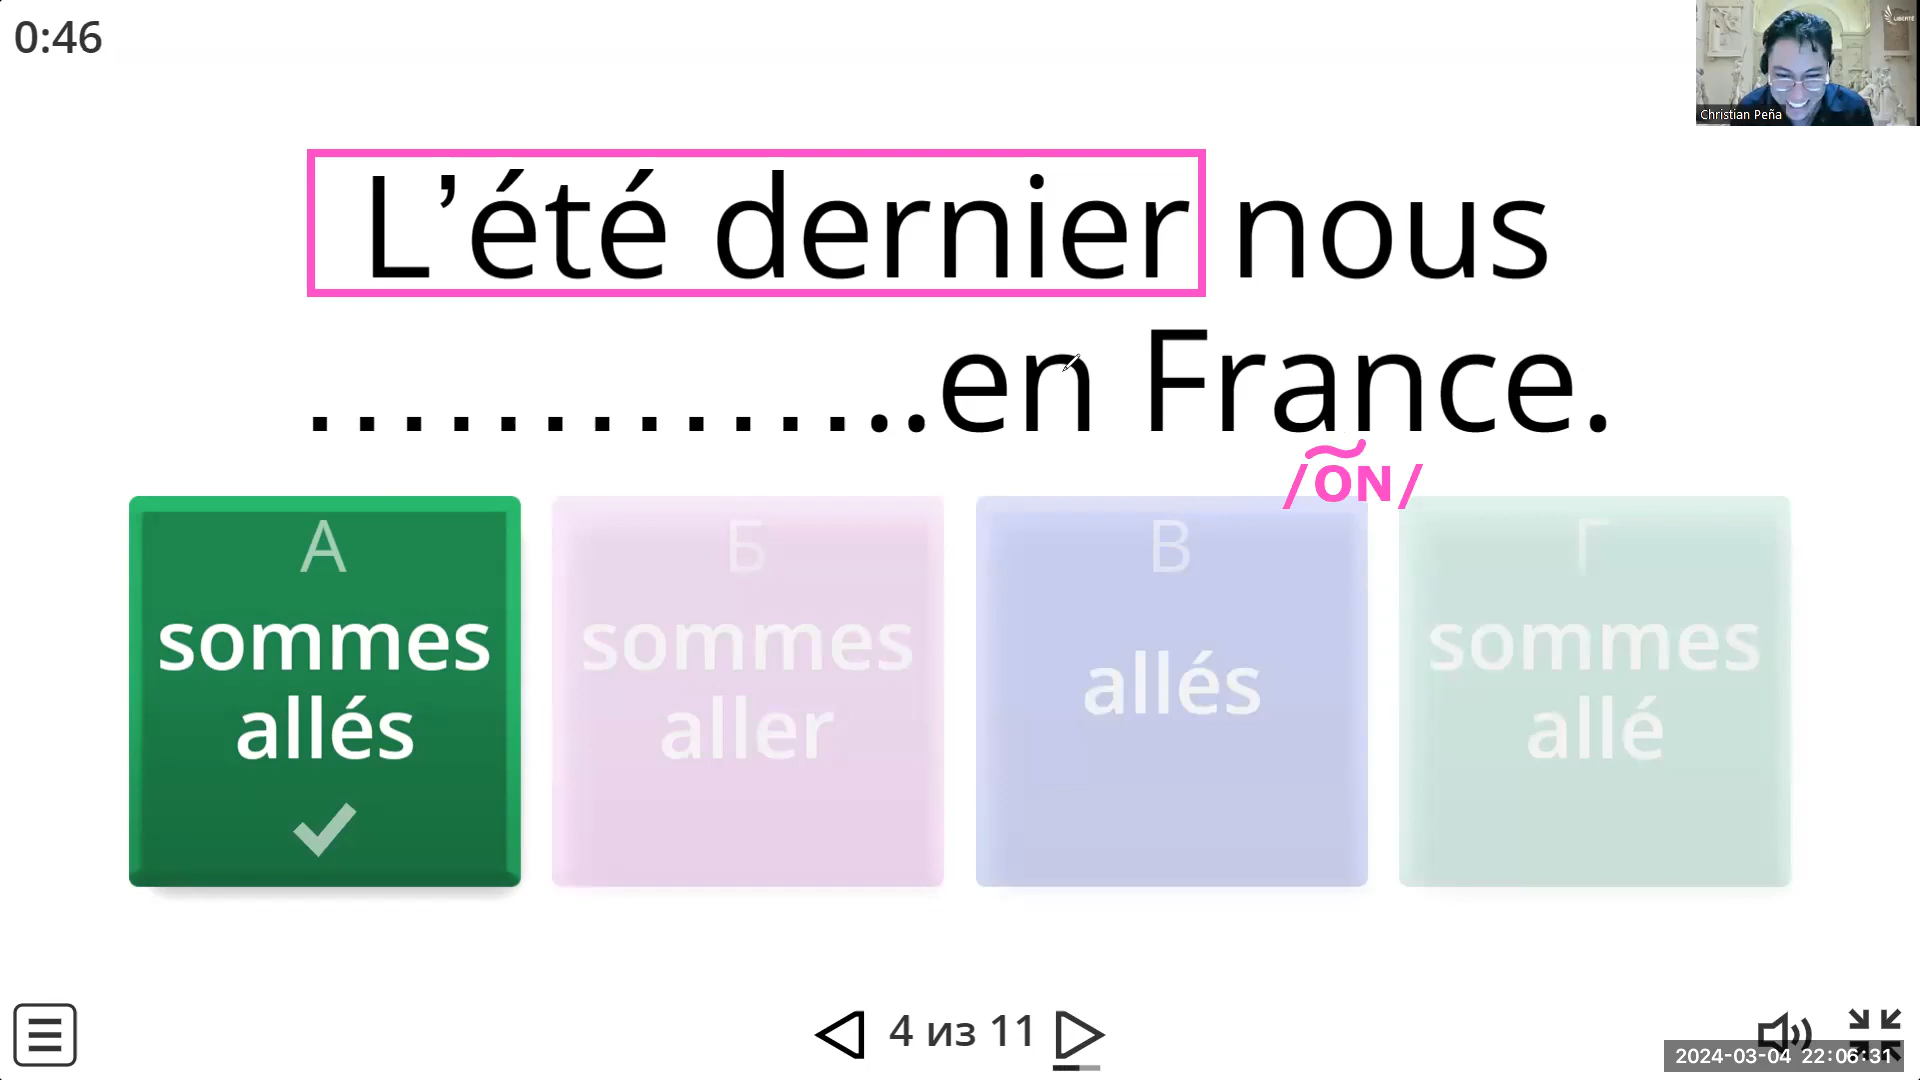 0:46
LIBERTÉ
Christian Peña
L’été dernier nous
................en France.
/ON/
А
sommes
allés
Б
sommes
aller
В
allés
Г
sommes
allé
4 из 11
2024-03-04 22:06:31